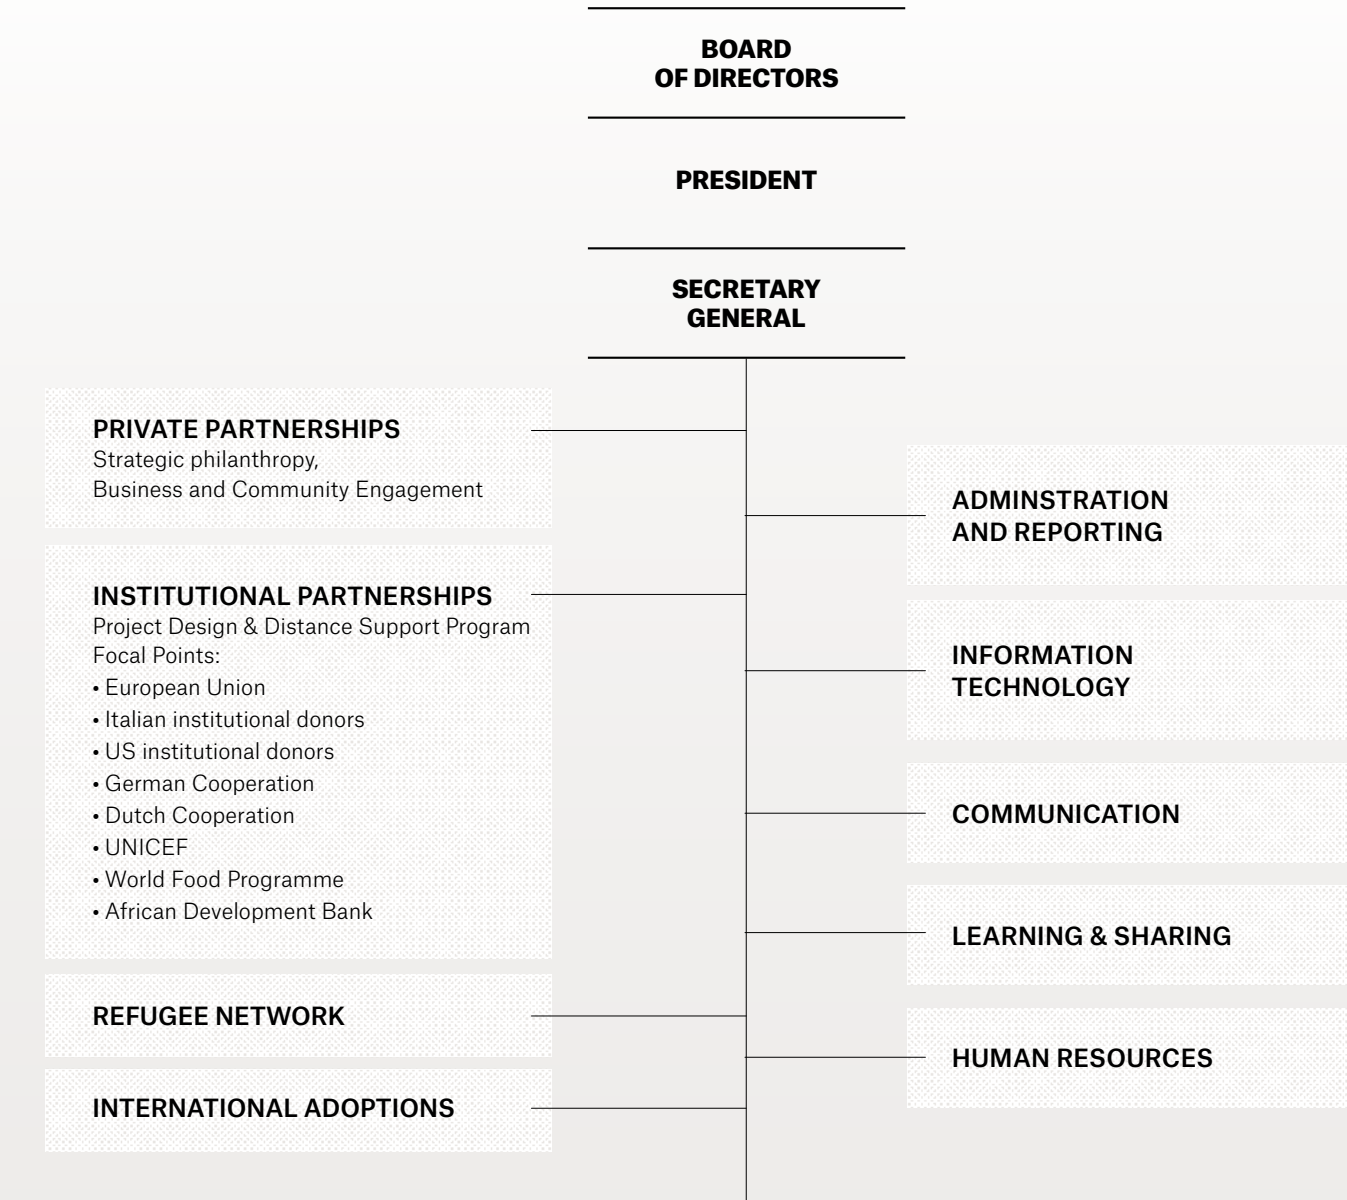 BOARD
OF DIRECTORS
PRESIDENT
SECRETARY
GENERAL
PRIVATE PARTNERSHIPS
Strategic philanthropy,
Business and Community Engagement
INSTITUTIONAL PARTNERSHIPS
Project Design & Distance Support Program
Focal Points:
• European Union
• Italian institutional donors
• US institutional donors
• German Cooperation
• Dutch Cooperation
• UNICEF
• World Food Programme
• African Development Bank
REFUGEE NETWORK
INTERNATIONAL ADOPTIONS
ADMINSTRATION
AND REPORTING
INFORMATION
TECHNOLOGY
COMMUNICATION
LEARNING & SHARING
HUMAN RESOURCES